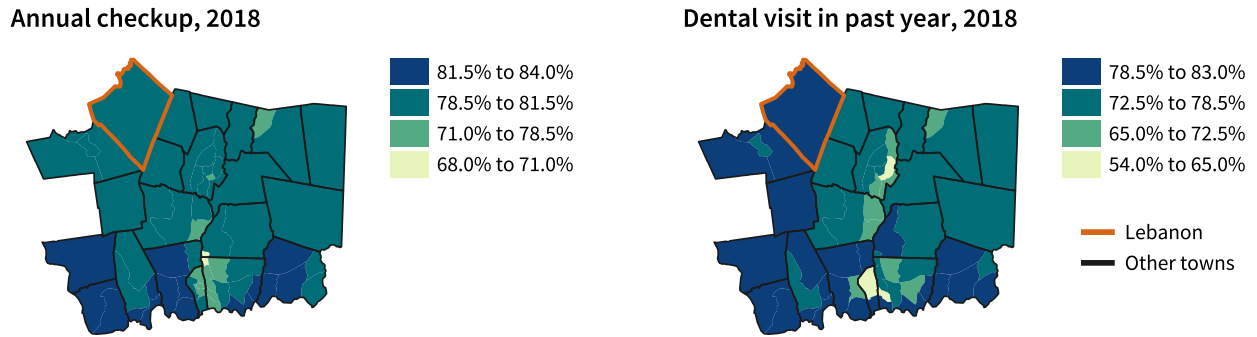 Annual checkup, 2018
81.5% to 84.0%
78.5% to 81.5%
71.0% to 78.5%
68.0% to 71.0%
Dental visit in past year, 2018
78.5% to 83.0%
72.5% to 78.5%
65.0% to 72.5%
54.0% to 65.0%
Lebanon
Other towns